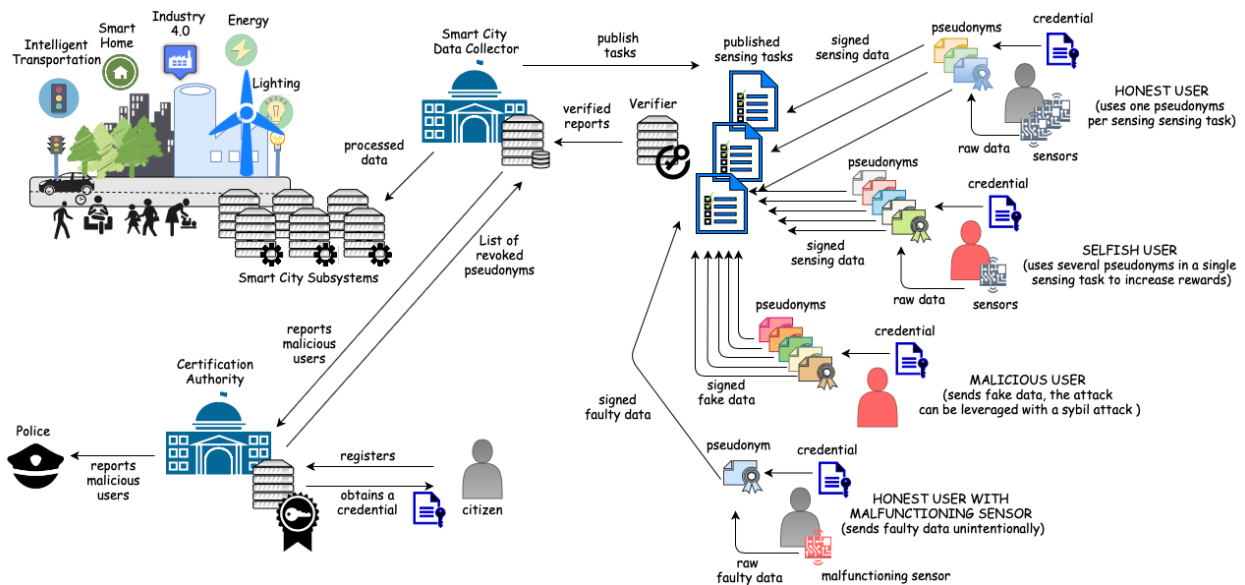 Intelligent
Transportation
Smart
Home
Industry
4.0
Energy
Lighting
Smart City Subsystems
processed
data
Smart City
Data Collector
publish
tasks
verified
reports
Verifier
published
sensing tasks
signed
sensing data
pseudonyms
credential
HONEST USER
(uses one pseudonyms
per sensing sensing task)
raw data
sensors
pseudonyms
credential
signed
sensing data
SELFISH USER
(uses several pseudonyms in a single
sensing task to increase rewards)
raw data
sensors
List of
revoked
pseudonyms
reports
malicious
users
pseudonyms
credential
signed
fake data
MALICIOUS USER
(sends fake data, the attack
can be leveraged with a sybil attack )
Certification
Authority
Police
reports
malicious
users
registers
obtains a
credential
citizen
signed
faulty data
pseudonym
credential
HONEST USER WITH
MALFUNCTIONING SENSOR
(sends faulty data unintentionally)
raw
faulty data
malfunctioning sensor